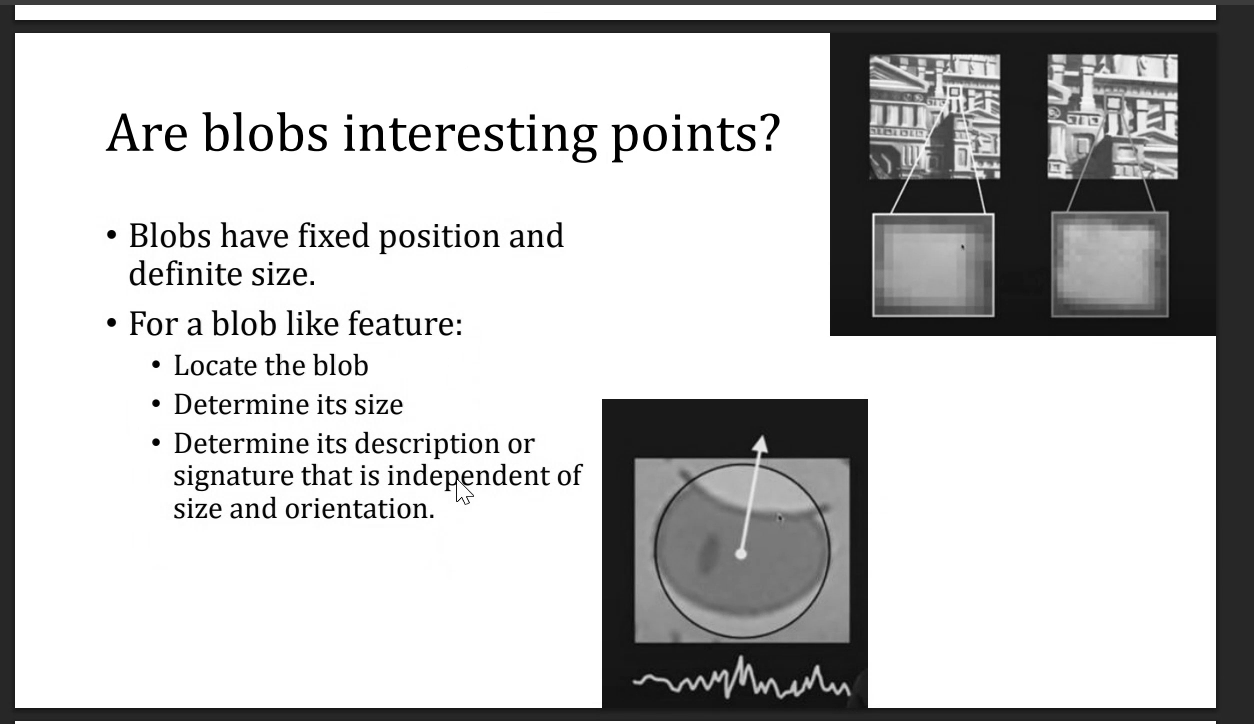 Are blobs interesting points?
• Blobs have fixed position and
definite size.
• For a blob like feature:
• Locate the blob
• Determine its size
• Determine its description or
signature that is independent of
size and orientation.